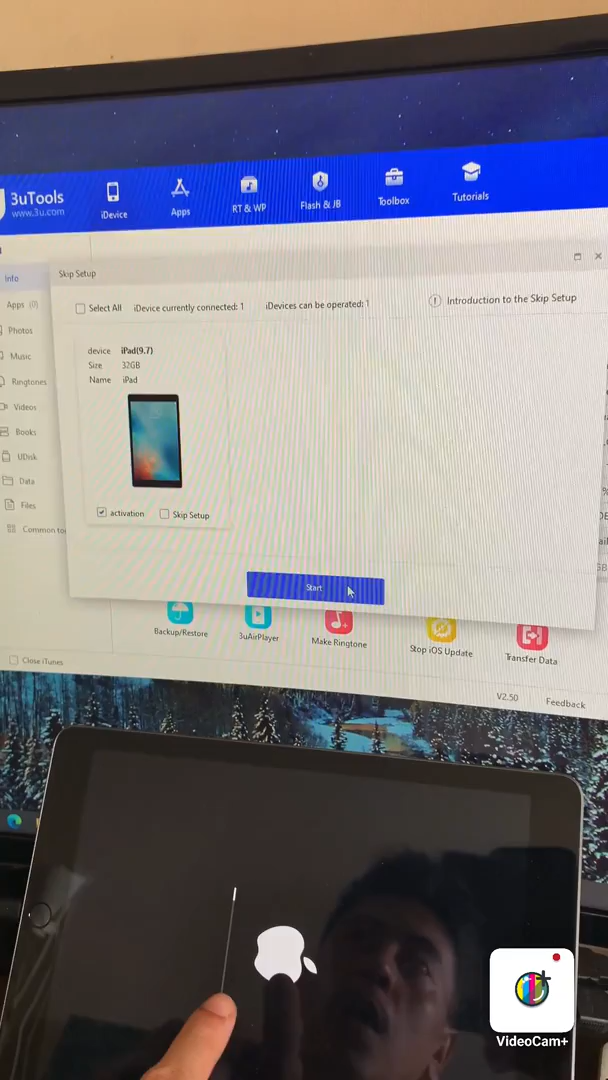 3uTools
www.3u.com
iDevice
Apps
RT & WP
Flash & JB
Toolbox
Tutorials
Info
Apps (0)
Photos
Music
Ringtones
Videos
Books
UDisk
Data
Files
Common to
Skip Setup
Select All
iDevice currently connected: 1
iDevices can be operated: 1
Introduction to the Skip Setup
device iPad(9.7)
Size 32GB
Name iPad
activation
Skip Setup
Start
Backup/Restore
3uAirPlayer
Make Ringtone
Stop iOS Update
Transfer Data
Close iTunes
V2.50
Feedback
VideoCam+